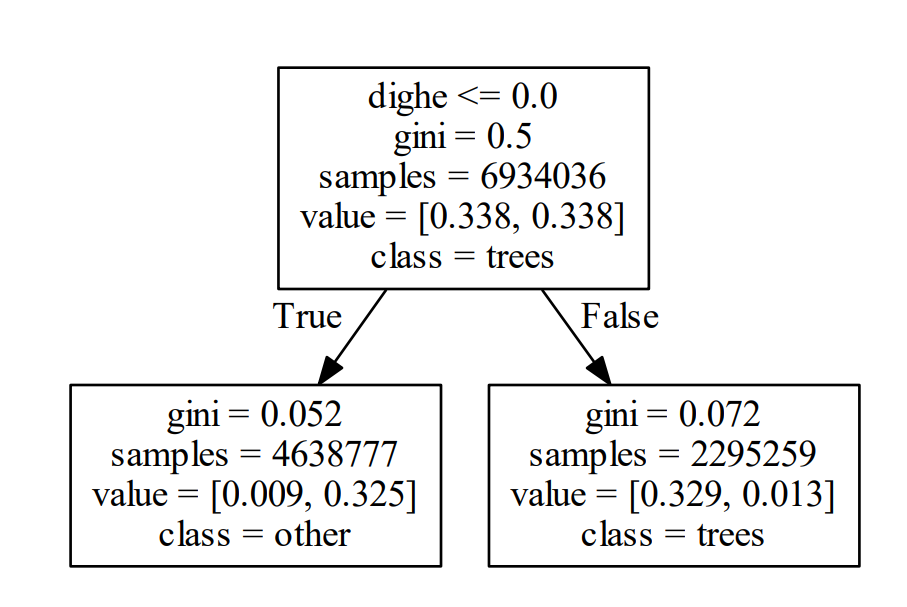 dighe <= 0.0
gini = 0.5
samples = 6934036
value = [0.338, 0.338]
class = trees
True
False
gini = 0.052
samples = 4638777
value = [0.009, 0.325]
class = other
gini = 0.072
samples = 2295259
value = [0.329, 0.013]
class = trees